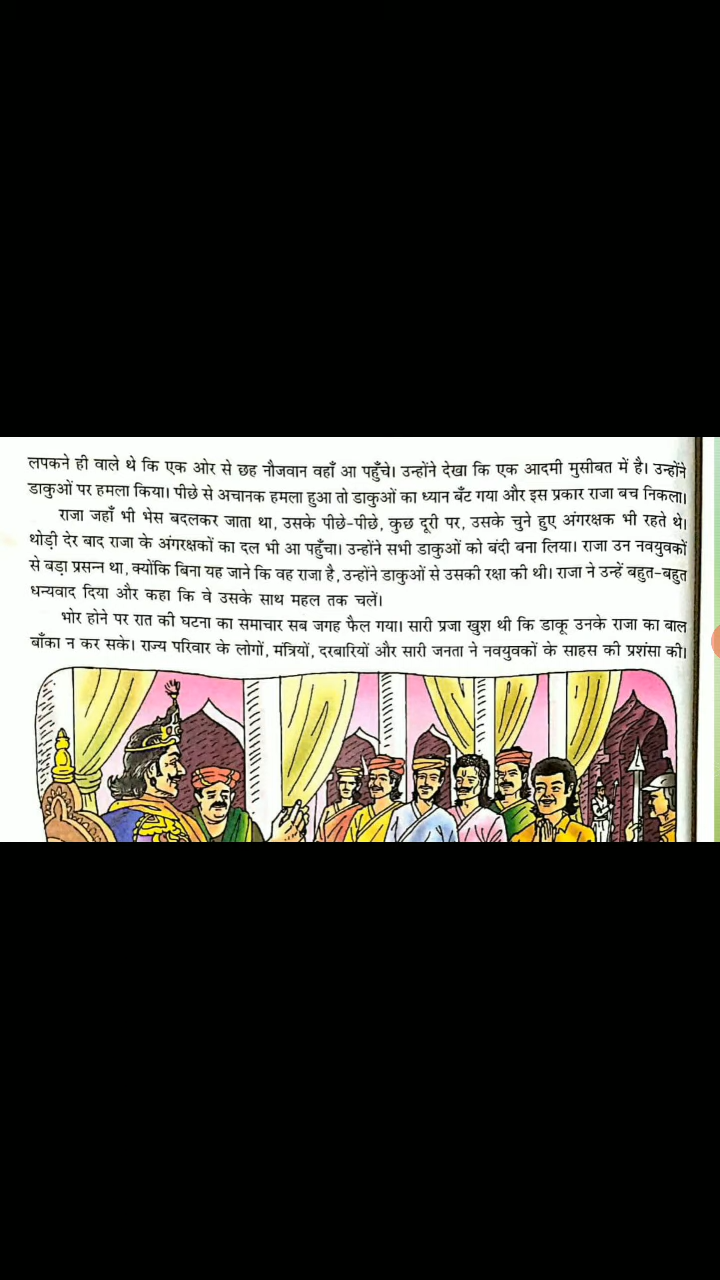 लपकने ही वाले थे कि एक ओर से छह नौजवान वहाँ आ पहुँचे। उन्होंने देखा कि एक आदमी मुसीबत में है। उन्होंने
डाकुओं पर हमला किया। पीछे से अचानक हमला हुआ तो डाकुओं का ध्यान बँट गया और इस प्रकार राजा बच निकला।
राजा जहाँ भी भेस बदलकर जाता था, उसके पीछे-पीछे, कुछ दूरी पर, उसके चुने हुए अंगरक्षक भी रहते थे।
थोड़ी देर बाद राजा के अंगरक्षकों का दल भी आ पहुँचा। उन्होंने सभी डाकुओं को बंदी बना लिया। राजा उन नवयुवकों
से बड़ा प्रसन्न था, क्योंकि बिना यह जाने कि वह राजा है, उन्होंने डाकुओं से उसकी रक्षा की थी। राजा ने उन्हें बहुत-बहुत
धन्यवाद दिया और कहा कि वे उसके साथ महल तक चलें।
भोर होने पर रात की घटना का समाचार सब जगह फैल गया। सारी प्रजा खुश थी कि डाकू उनके राजा का बाल
बाँका न कर सके। राज्य परिवार के लोगों, मंत्रियों, दरबारियों और सारी जनता ने नवयुवकों के साहस की प्रशंसा की।